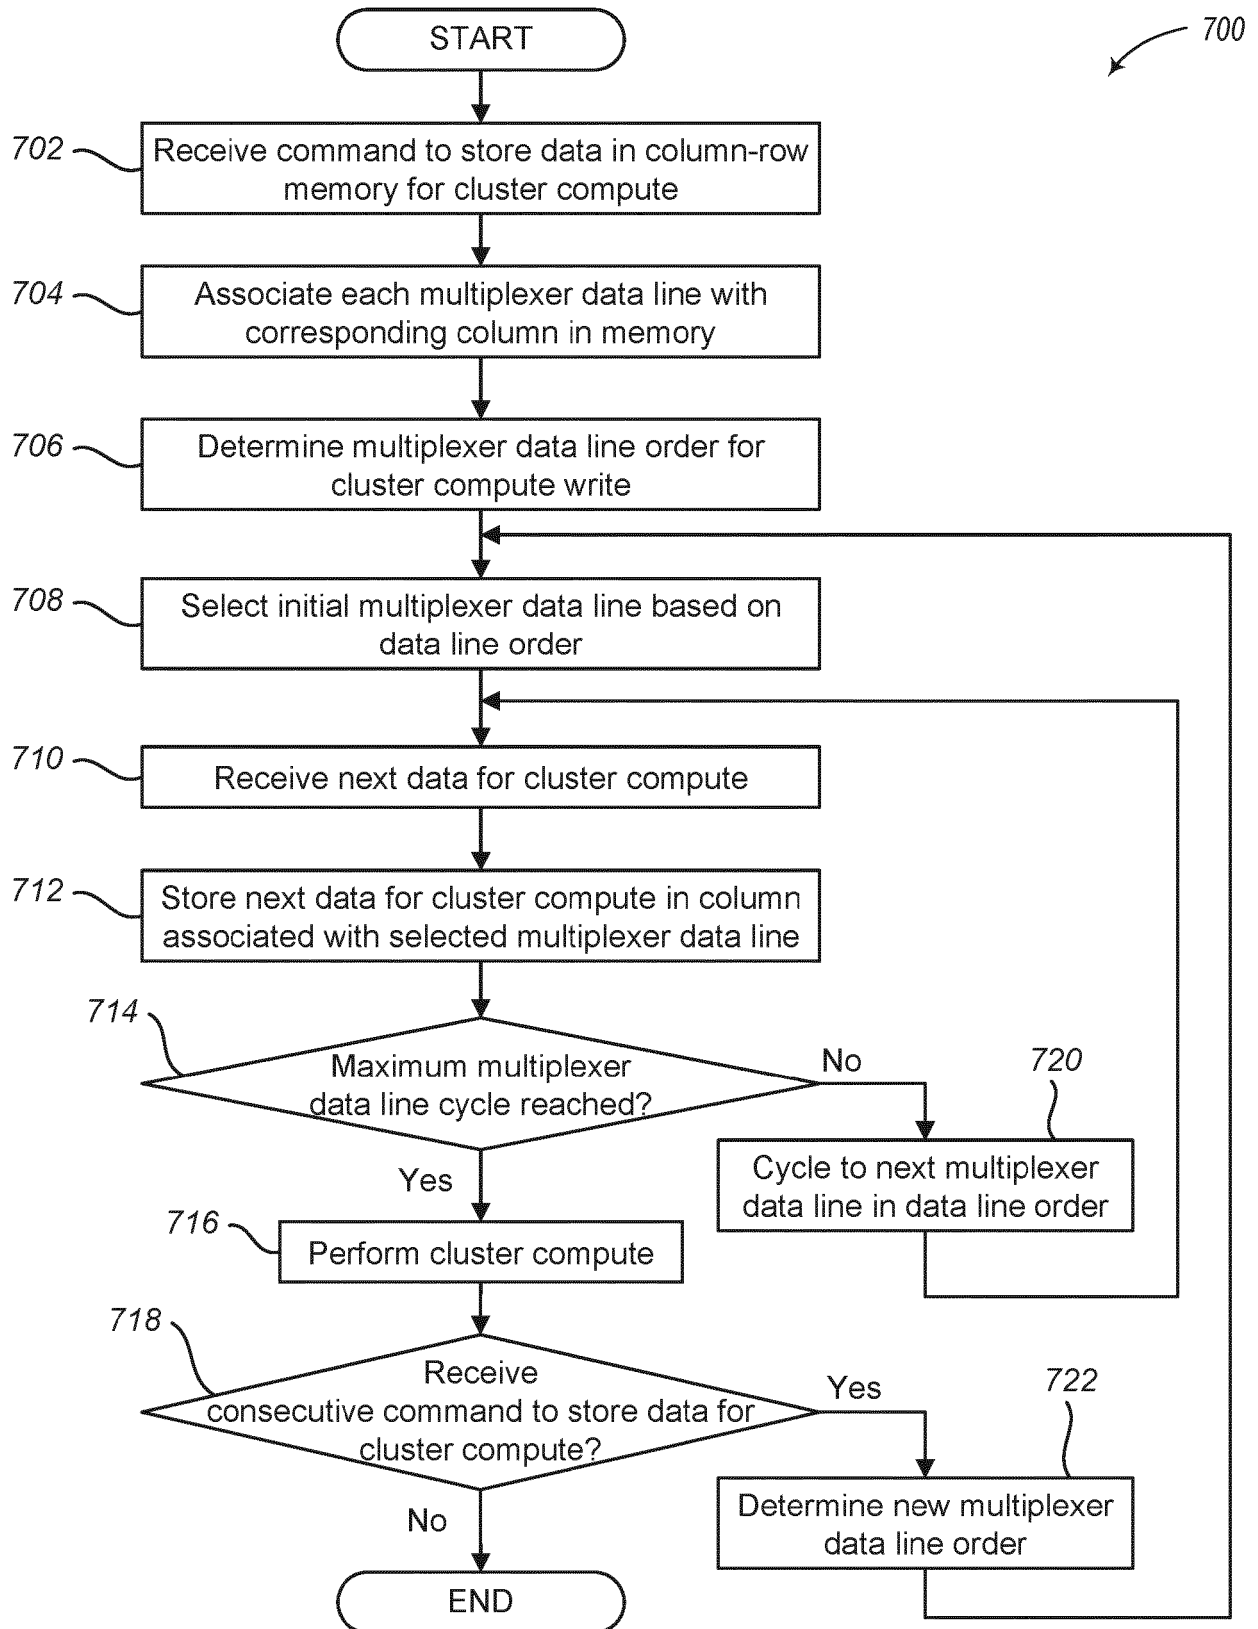 START
700
702
Receive command to store data in column-row
memory for cluster compute
704
Associate each multiplexer data line with
corresponding column in memory
706
Determine multiplexer data line order for
cluster compute write
708
Select initial multiplexer data line based on
data line order
710
Receive next data for cluster compute
712
Store next data for cluster compute in column
associated with selected multiplexer data line
714
Maximum multiplexer
data line cycle reached?
No
720
Cycle to next multiplexer
data line in data line order
Yes
716
Perform cluster compute
718
Receive
consecutive command to store data for
cluster compute?
Yes
722
Determine new multiplexer
data line order
No
END